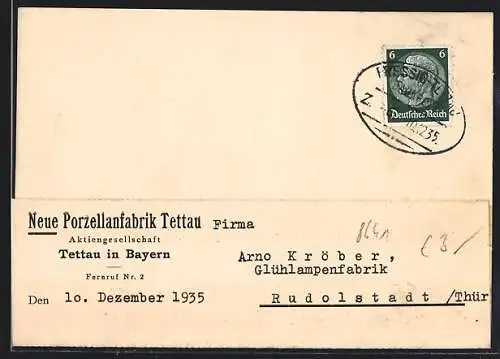 6 6
Deutsches Reich
Neue Porzellanfabrik Tettau
Aktiengesellschaft
Tettau in Bayern
Fernruf Nr. 2
Den 10. Dezember 1935
Firma
Arno Kröber,
Glühlampenfabrik
Rudolstadt /Thür